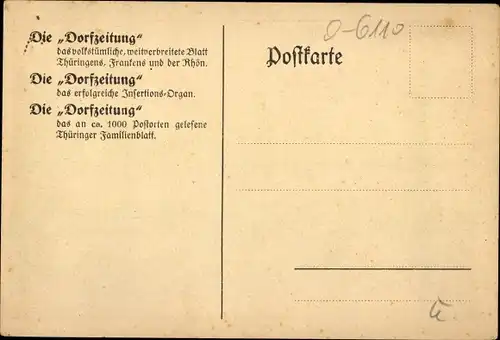 Die „Dorfzeitung“
das volkstümliche, weitverbreitete Blatt
Thüringens, Frankens und der Rhön.
Die „Dorfzeitung“
das erfolgreiche Insertions-Organ.
Die „Dorfzeitung“
das an ca. 1000 Postorten gelesene
Thüringer Familienblatt.
Postkarte
0-6110